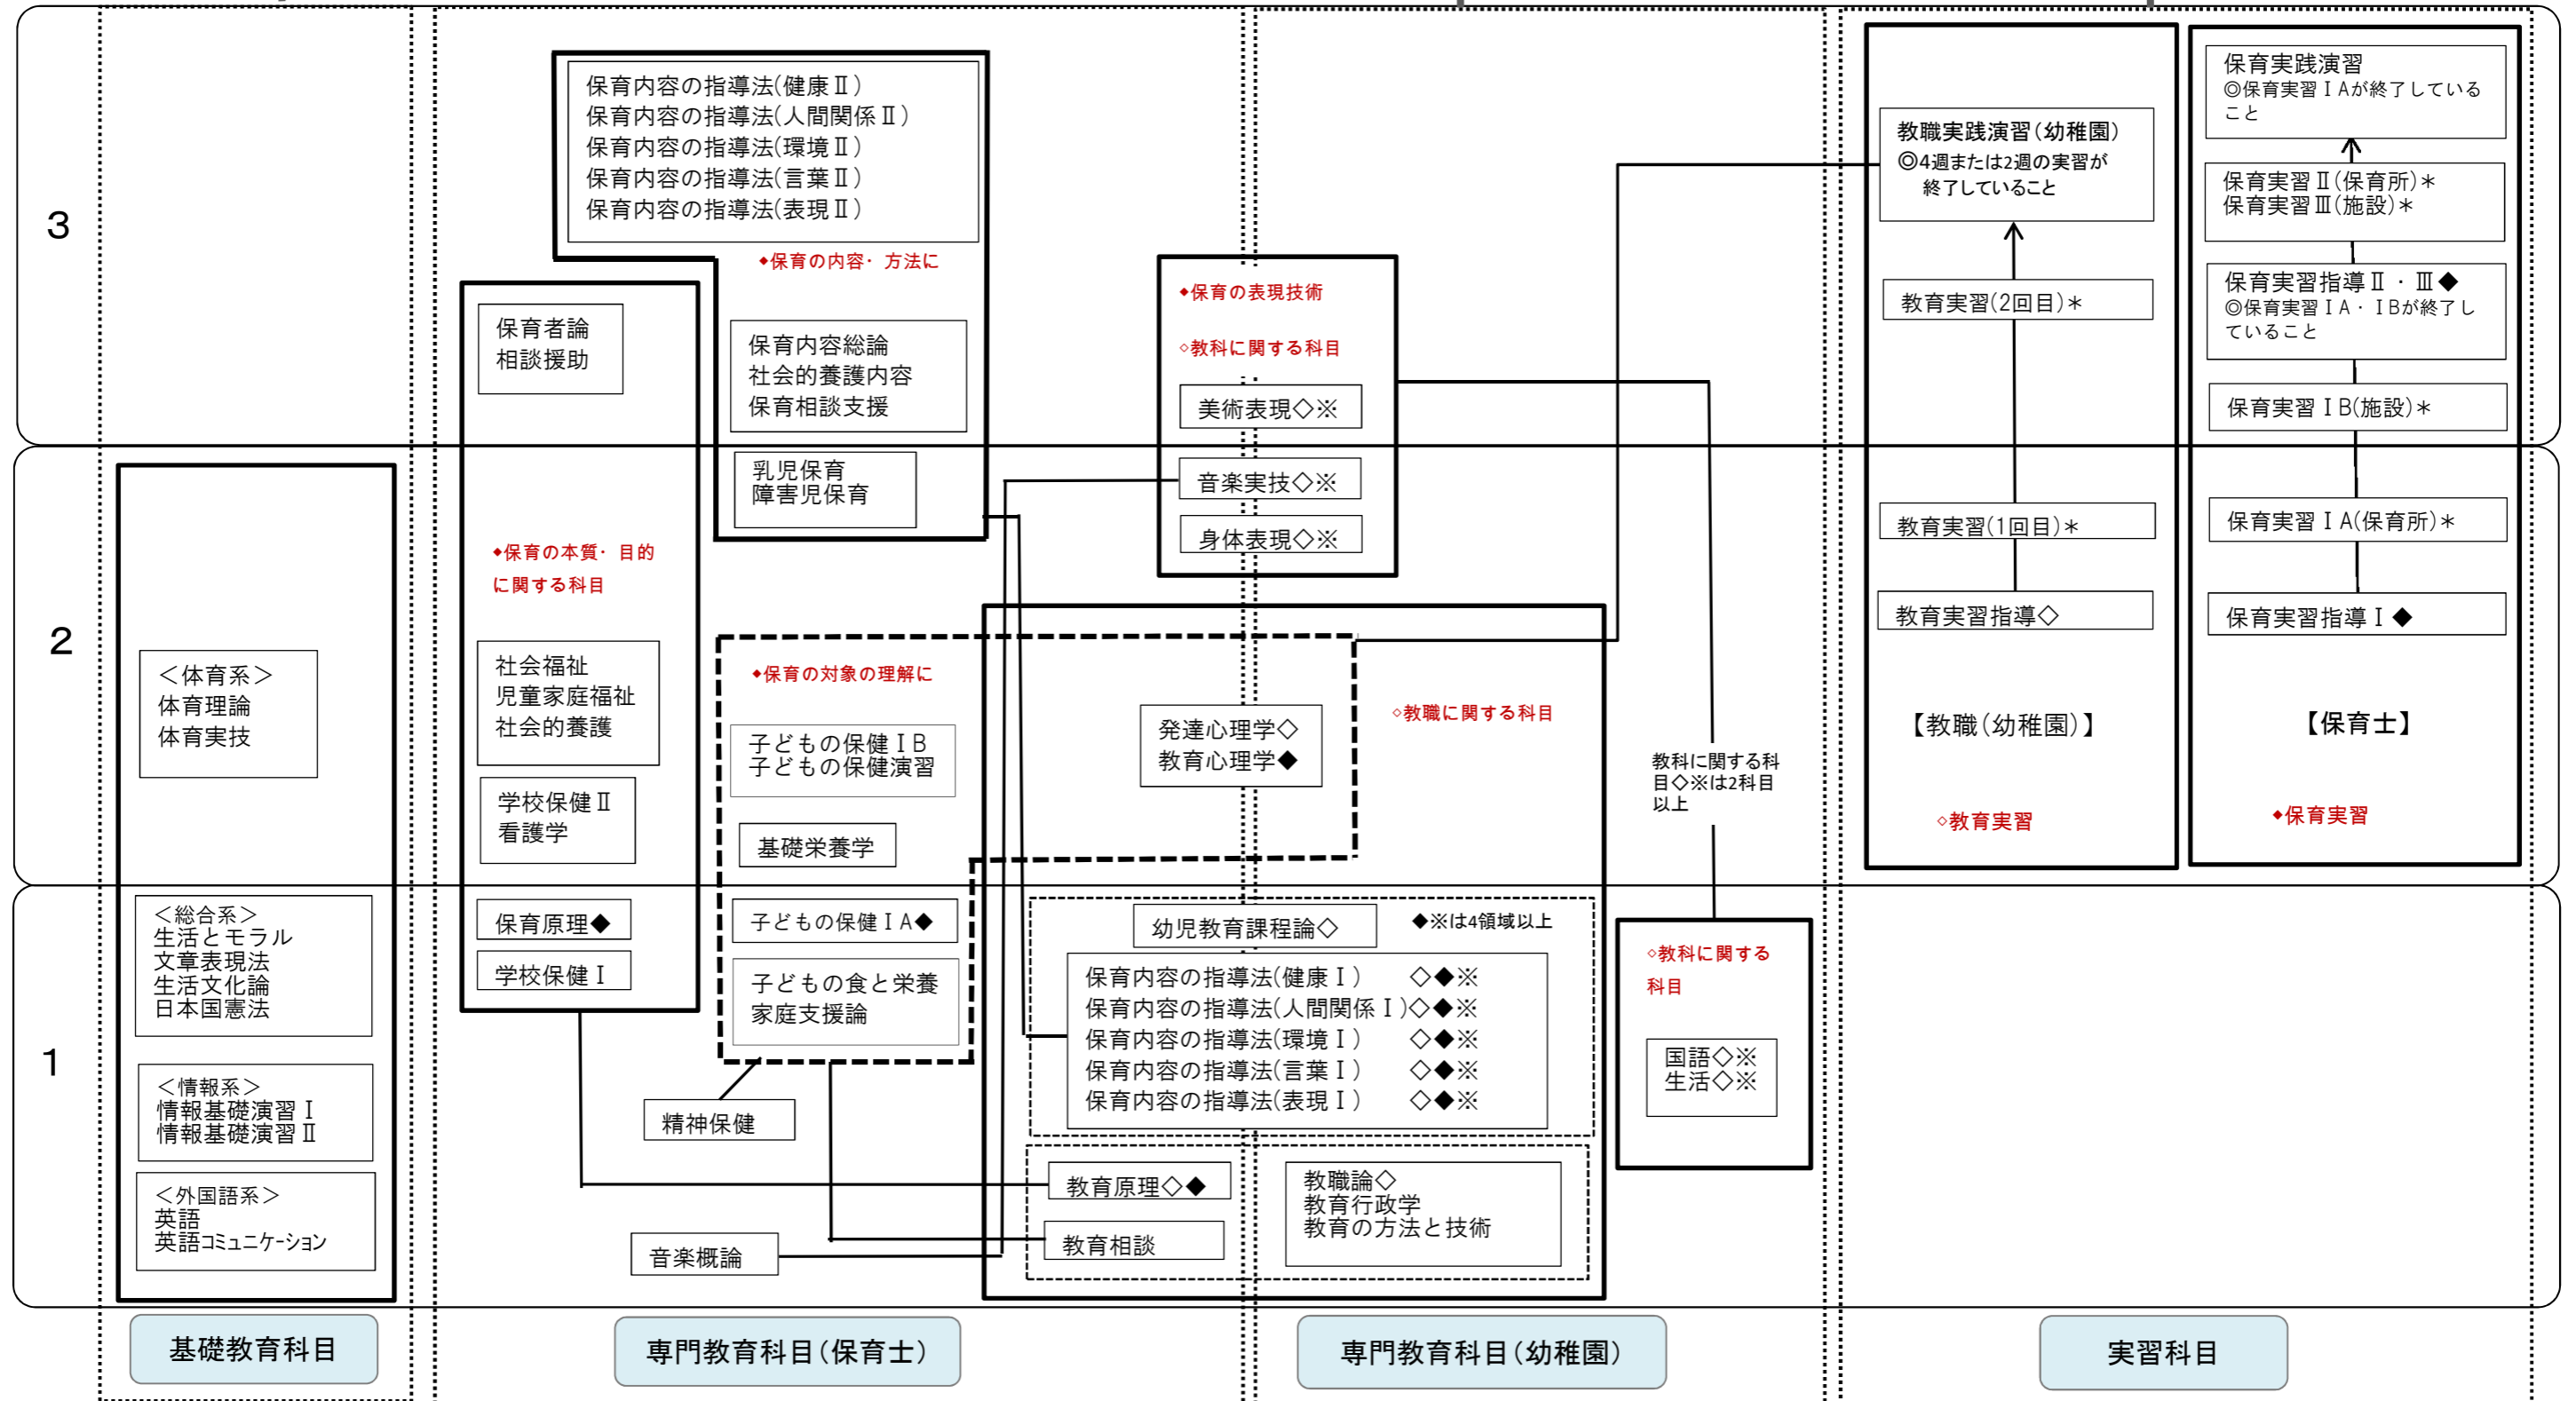 3
保育内容の指導法(健康Ⅱ)
保育内容の指導法(人間関係Ⅱ)
保育内容の指導法(環境Ⅱ)
保育内容の指導法(言葉Ⅱ)
保育内容の指導法(表現Ⅱ)
◆保育の内容・方法に
保育者論
相談援助
保育内容総論
社会的養護内容
保育相談支援
◆保育の表現技術
◇教科に関する科目
美術表現◇※
教職実践演習(幼稚園)
◎4週または2週の実習が
終了していること
教育実習(2回目)＊
保育実践演習
◎保育実習ⅠAが終了している
こと
保育実習Ⅱ(保育所)＊
保育実習Ⅲ(施設)＊
保育実習指導Ⅱ・Ⅲ◆
◎保育実習ⅠA・ⅠBが終了し
ていること
保育実習ⅠB(施設)＊
2
乳児保育
障害児保育
音楽実技◇※
身体表現◇※
◆保育の本質・目的
に関する科目
＜体育系＞
体育理論
体育実技
社会福祉
児童家庭福祉
社会的養護
学校保健Ⅱ
看護学
◆保育の対象の理解に
子どもの保健ⅠB
子どもの保健演習
基礎栄養学
発達心理学◇
教育心理学◆
◇教職に関する科目
教科に関する科
目◇※は2科目
以上
教育実習(1回目)＊
教育実習指導◇
【教職(幼稚園)】
◇教育実習
保育実習ⅠA(保育所)＊
保育実習指導Ⅰ◆
【保育士】
◆保育実習
1
＜総合系＞
生活とモラル
文章表現法
生活文化論
日本国憲法
＜情報系＞
情報基礎演習Ⅰ
情報基礎演習Ⅱ
＜外国語系＞
英語
英語コミュニケーション
保育原理◆
学校保健Ⅰ
子どもの保健ⅠA◆
子どもの食と栄養
家庭支援論
精神保健
音楽概論
幼児教育課程論◇
◆※は4領域以上
保育内容の指導法(健康Ⅰ) ◇◆※
保育内容の指導法(人間関係Ⅰ)◇◆※
保育内容の指導法(環境Ⅰ) ◇◆※
保育内容の指導法(言葉Ⅰ) ◇◆※
保育内容の指導法(表現Ⅰ) ◇◆※
教育原理◇◆
教育相談
教職論◇
教育行政学
教育の方法と技術
◇教科に関する
科目
国語◇※
生活◇※
基礎教育科目
専門教育科目(保育士)
専門教育科目(幼稚園)
実習科目